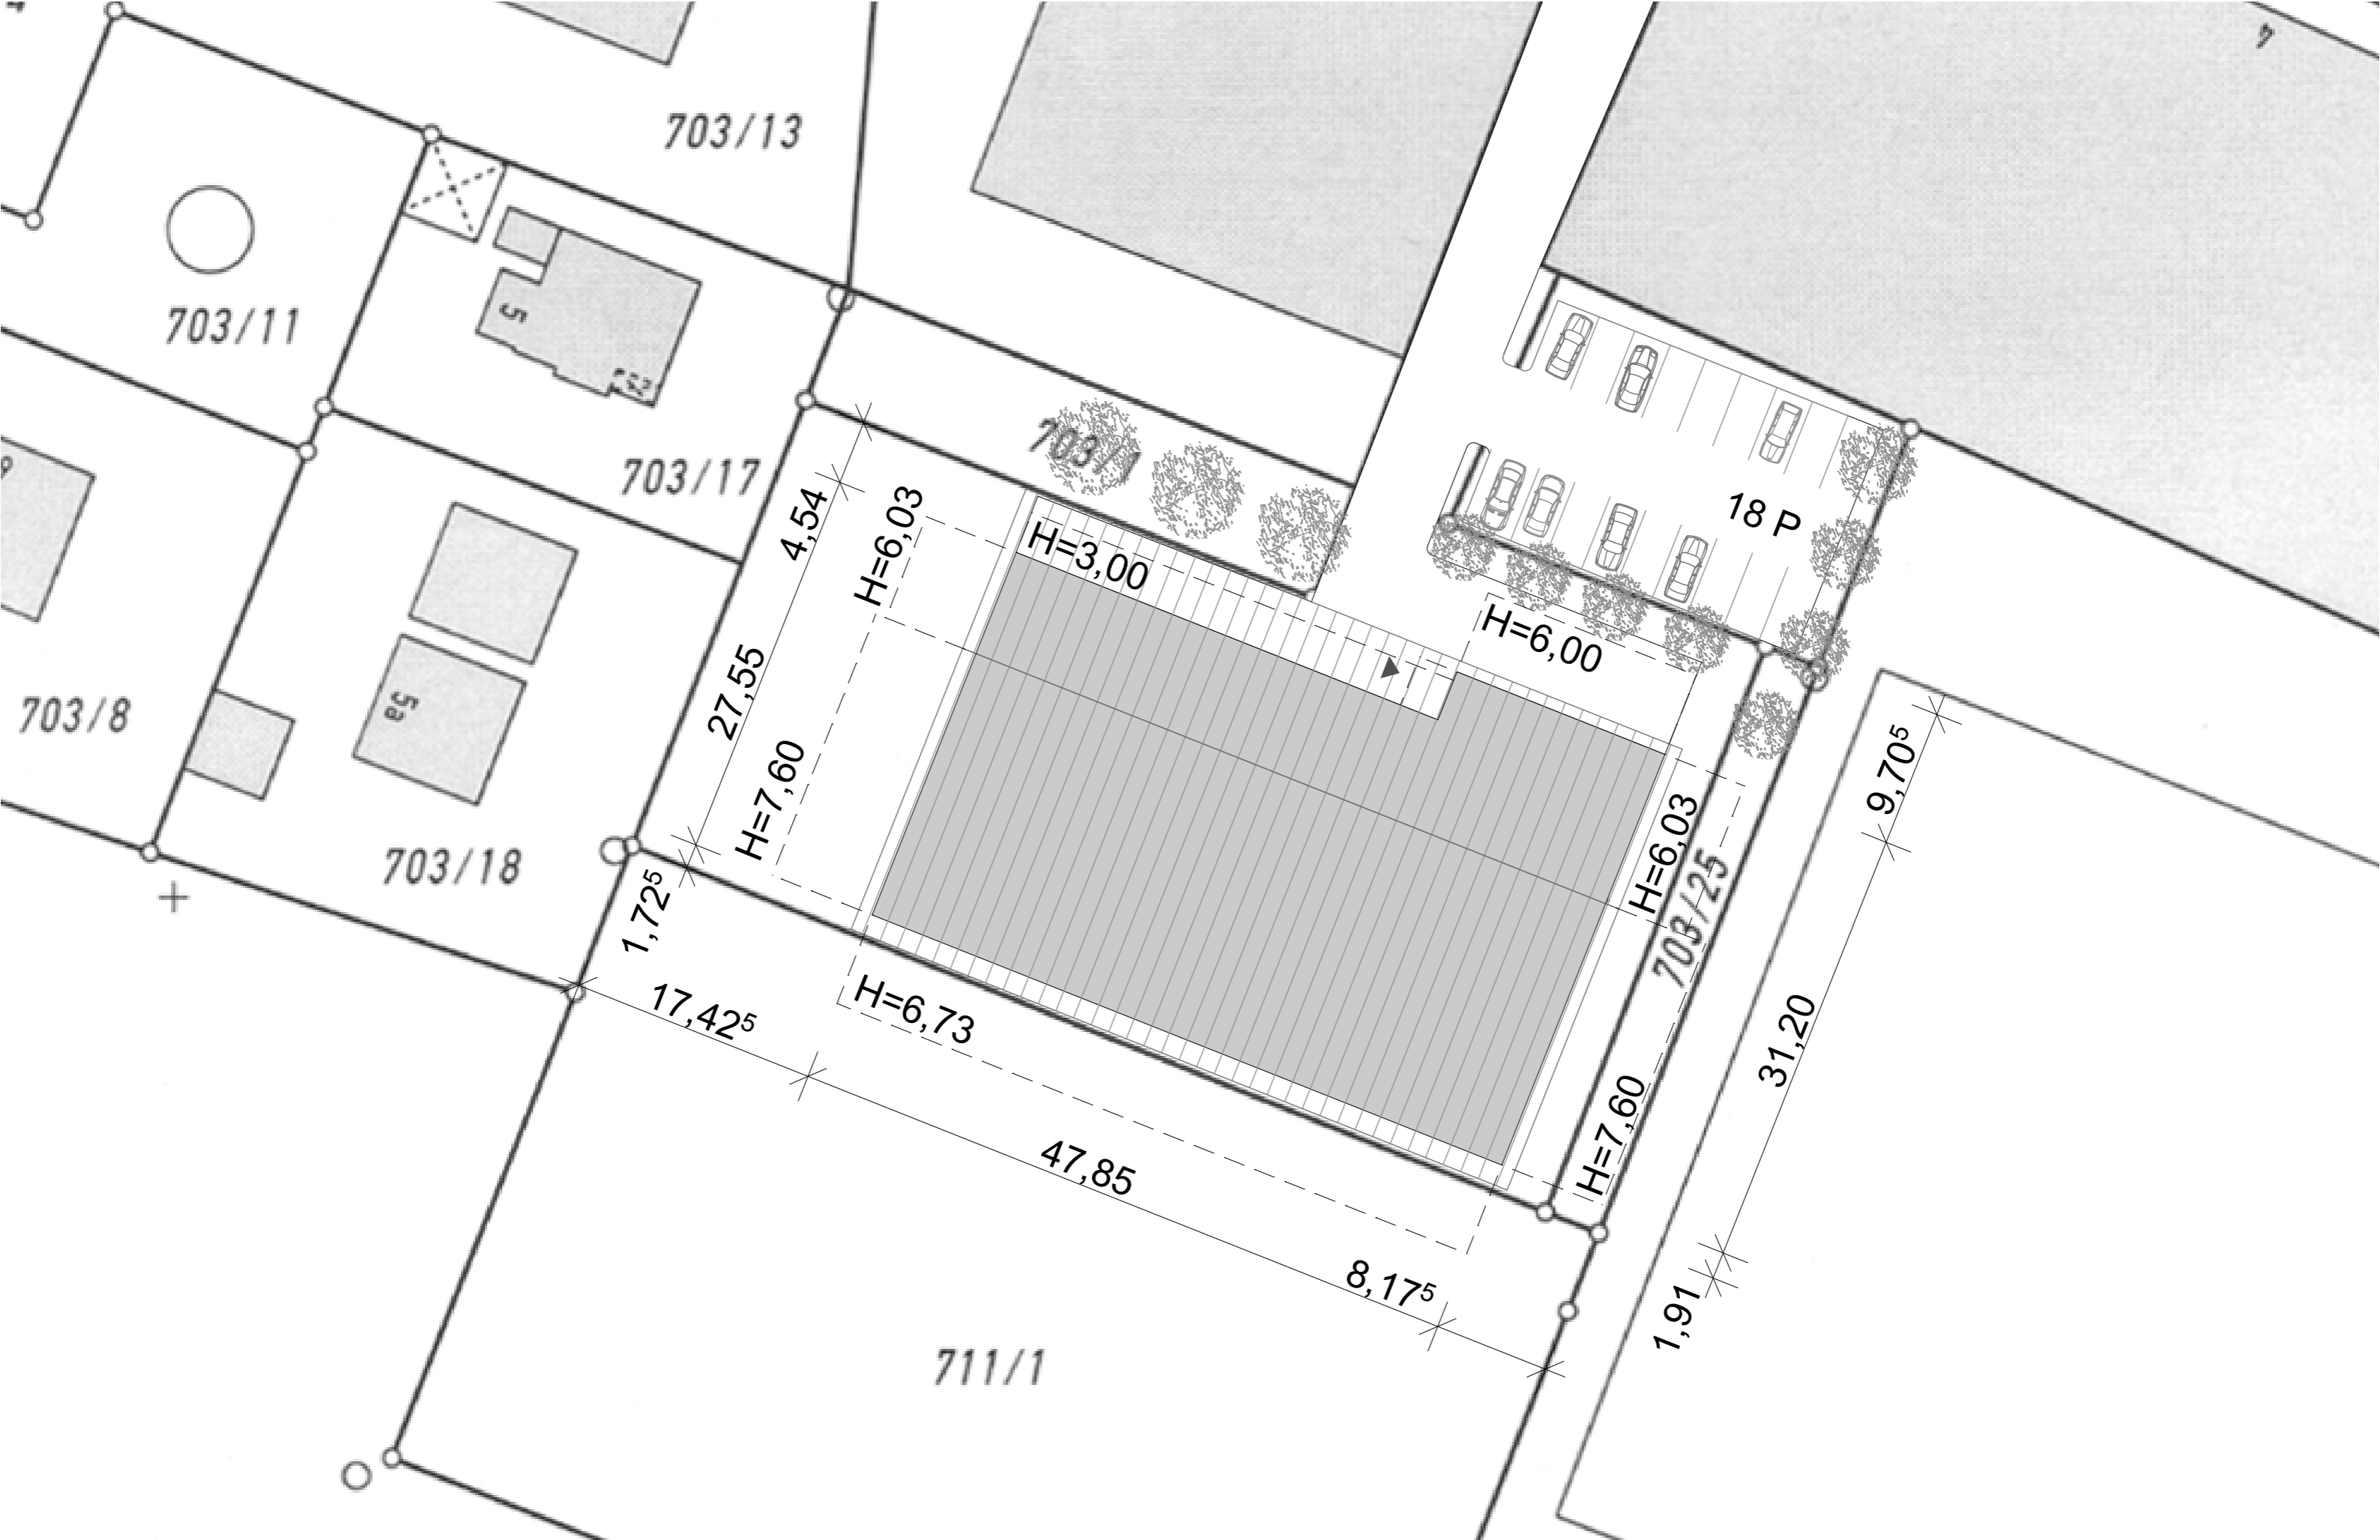 4
703/13
703/11
5
703/17
703/1
18 P
4,54
H=6,03
H=3,00
H=6,00
9
27,55
5a
703/8
H=7,60
H=6,03
9,70⁵
703/18
703/25
1,72⁵
17,42⁵
H=6,73
31,20
H=7,60
47,85
8,17⁵
1,91
711/1